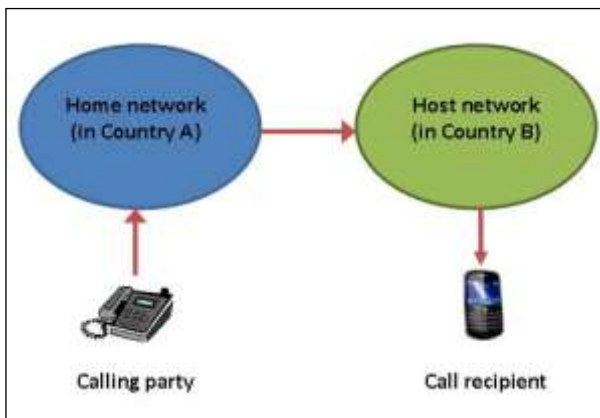 Home network
(in Country A)
Host network
(in Country B)
Calling party
Call recipient